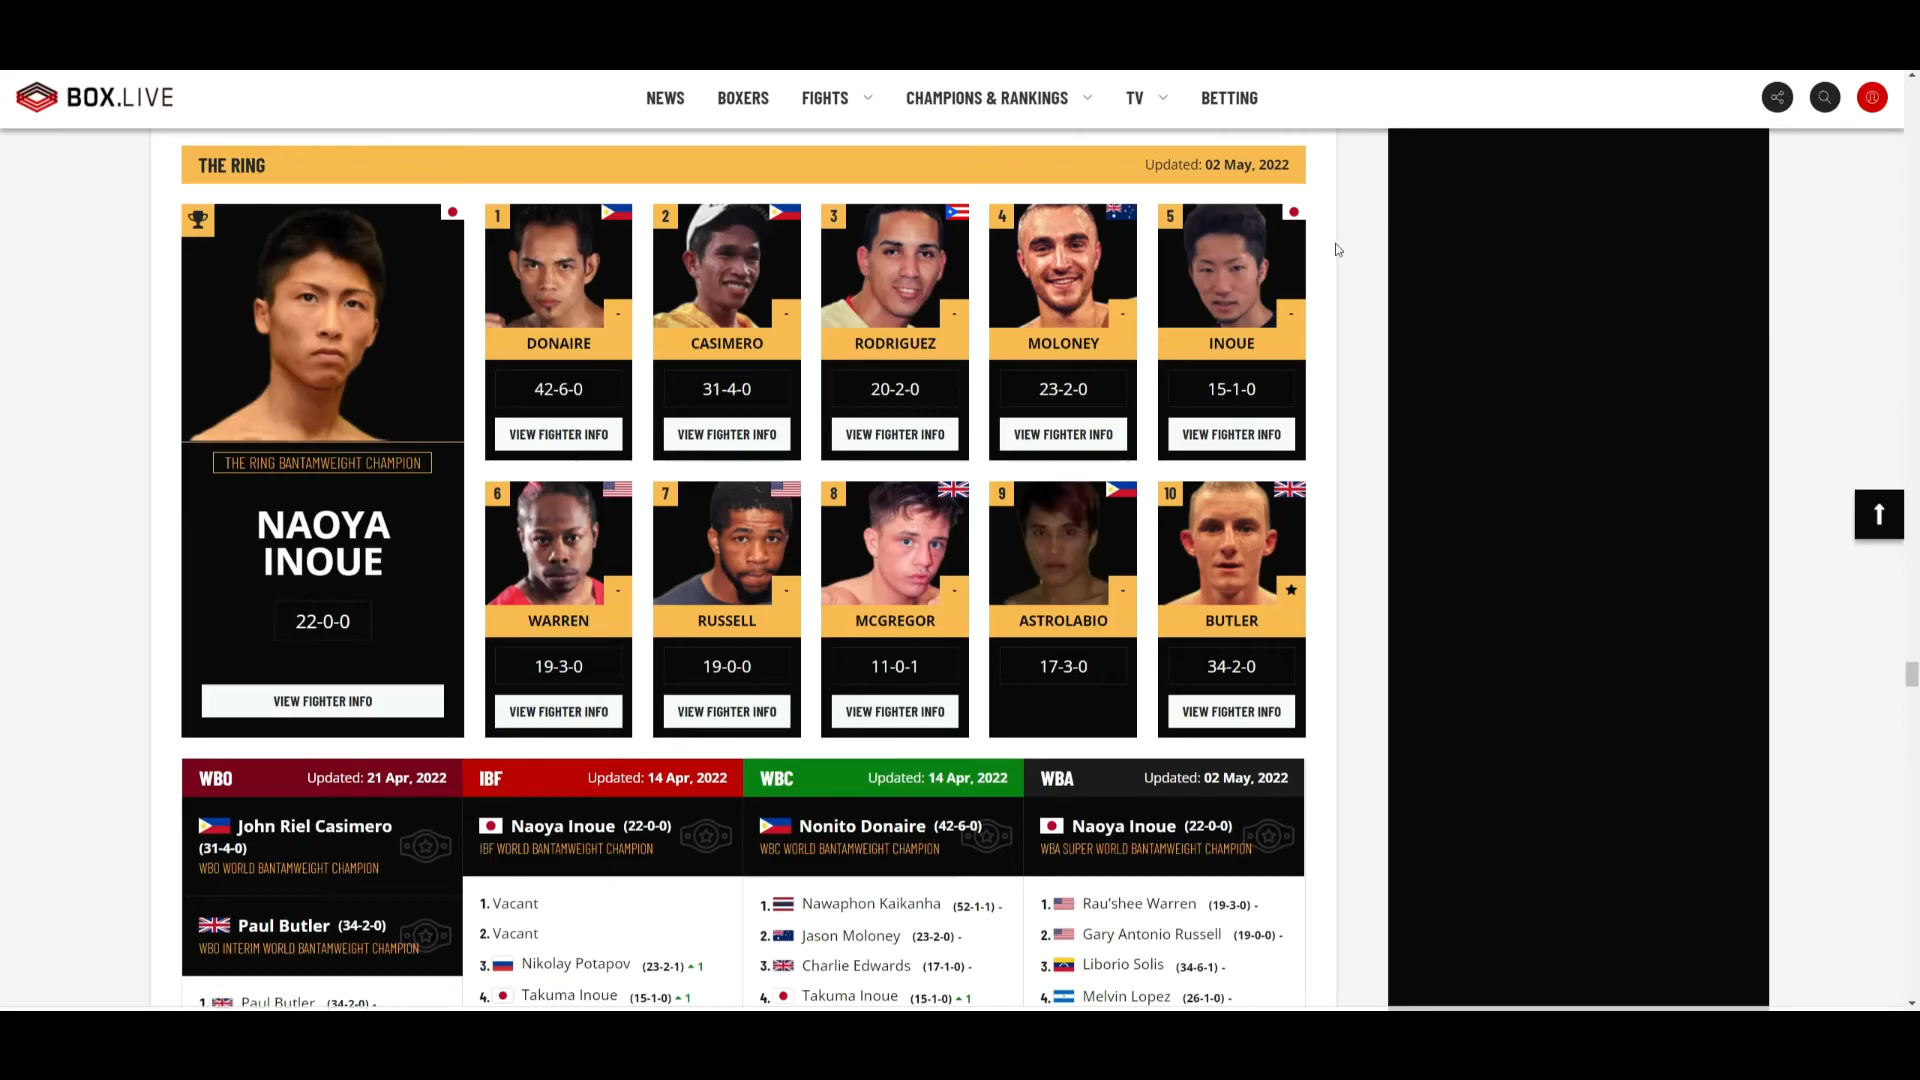 BOX.LIVE
NEWS
BOXERS
FIGHTS
CHAMPIONS & RANKINGS
TV
BETTING
THE RING
Updated: 02 May, 2022
THE RING BANTAMWEIGHT CHAMPION
NAOYA
INOUE
22-0-0
VIEW FIGHTER INFO
1
-
DONAIRE
42-6-0
VIEW FIGHTER INFO
2
-
CASIMERO
31-4-0
VIEW FIGHTER INFO
3
-
RODRIGUEZ
20-2-0
VIEW FIGHTER INFO
4
-
MOLONEY
23-2-0
VIEW FIGHTER INFO
5
-
INOUE
15-1-0
VIEW FIGHTER INFO
6
-
WARREN
19-3-0
VIEW FIGHTER INFO
7
-
RUSSELL
19-0-0
VIEW FIGHTER INFO
8
-
MCGREGOR
11-0-1
VIEW FIGHTER INFO
9
-
ASTROLABIO
17-3-0
10
BUTLER
34-2-0
VIEW FIGHTER INFO
WBO
Updated: 21 Apr, 2022
John Riel Casimero
(31-4-0)
WBO WORLD BANTAMWEIGHT CHAMPION
Paul Butler (34-2-0)
WBO INTERIM WORLD BANTAMWEIGHT CHAMPION
1. Paul Butler (34-2-0) -
IBF
Updated: 14 Apr, 2022
Naoya Inoue (22-0-0)
IBF WORLD BANTAMWEIGHT CHAMPION
1. Vacant
2. Vacant
3. Nikolay Potapov (23-2-1) 1
4. Takuma Inoue (15-1-0) 1
WBC
Updated: 14 Apr, 2022
Nonito Donaire (42-6-0)
WBC WORLD BANTAMWEIGHT CHAMPION
1. Nawaphon Kaikanha (52-1-1) -
2. Jason Moloney (23-2-0) -
3. Charlie Edwards (17-1-0) -
4. Takuma Inoue (15-1-0) 1
WBA
Updated: 02 May, 2022
Naoya Inoue (22-0-0)
WBA SUPER WORLD BANTAMWEIGHT CHAMPION
1. Rau'shee Warren (19-3-0) -
2. Gary Antonio Russell (19-0-0) -
3. Liborio Solis (34-6-1) -
4. Melvin Lopez (26-1-0) -